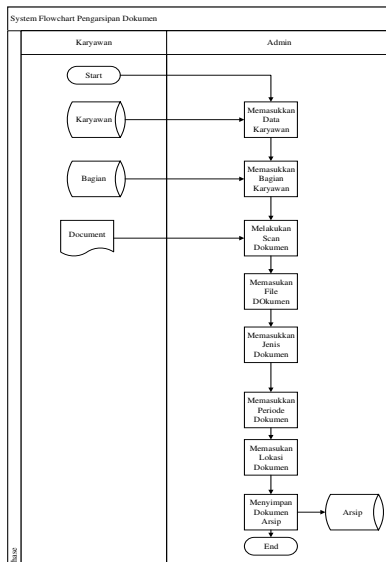 System Flowchart Pengarsipan Dokumen
Karyawan
Admin
Start
Karyawan
Memasukkan
Data
Karyawan
Bagian
Memasukkan
Bagian
Karyawan
Document
Melakukan
Scan
Dokumen
Memasukan
File
DOkumen
Memasukkan
Jenis
Dokumen
Memasukkan
Periode
Dokumen
Memasukan
Lokasi
Dokumen
Menyimpan
Dokumen
Arsip
Arsip
End
hase